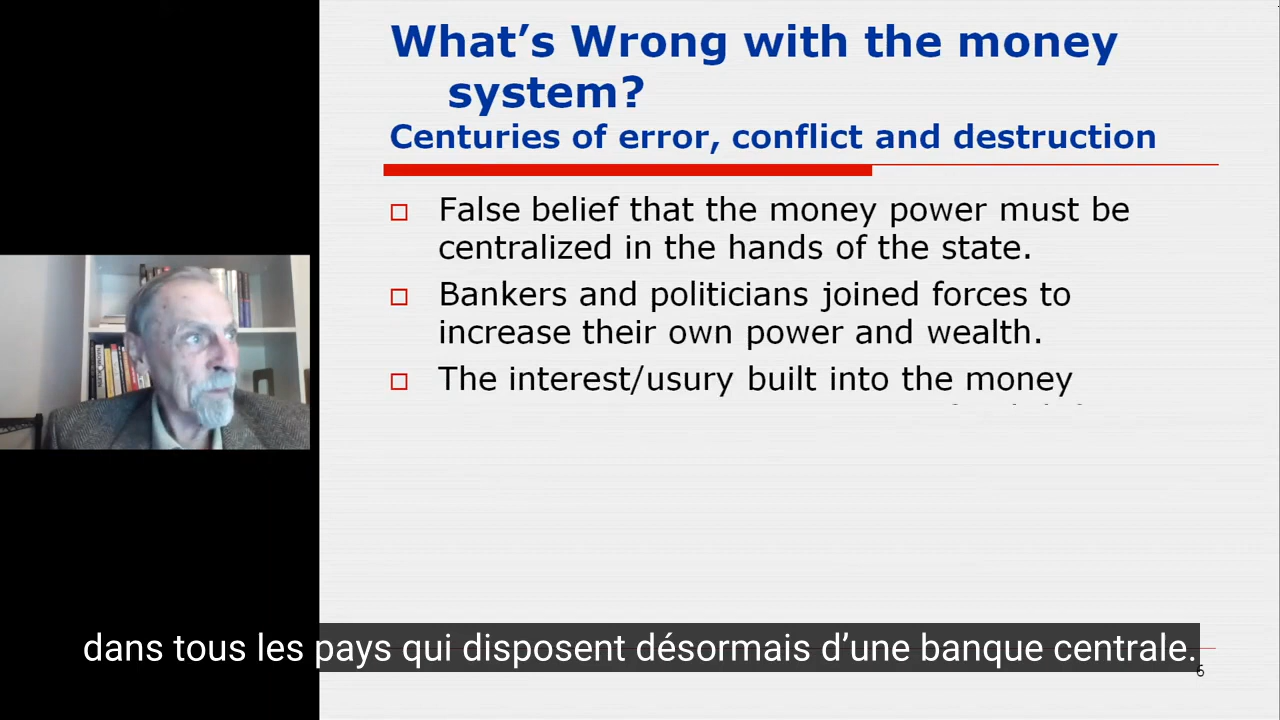 What’s Wrong with the money
system?
Centuries of error, conflict and destruction
False belief that the money power must be
centralized in the hands of the state.
Bankers and politicians joined forces to
increase their own power and wealth.
The interest/usury built into the money
dans tous les pays qui disposent désormais d’une banque centrale.
6